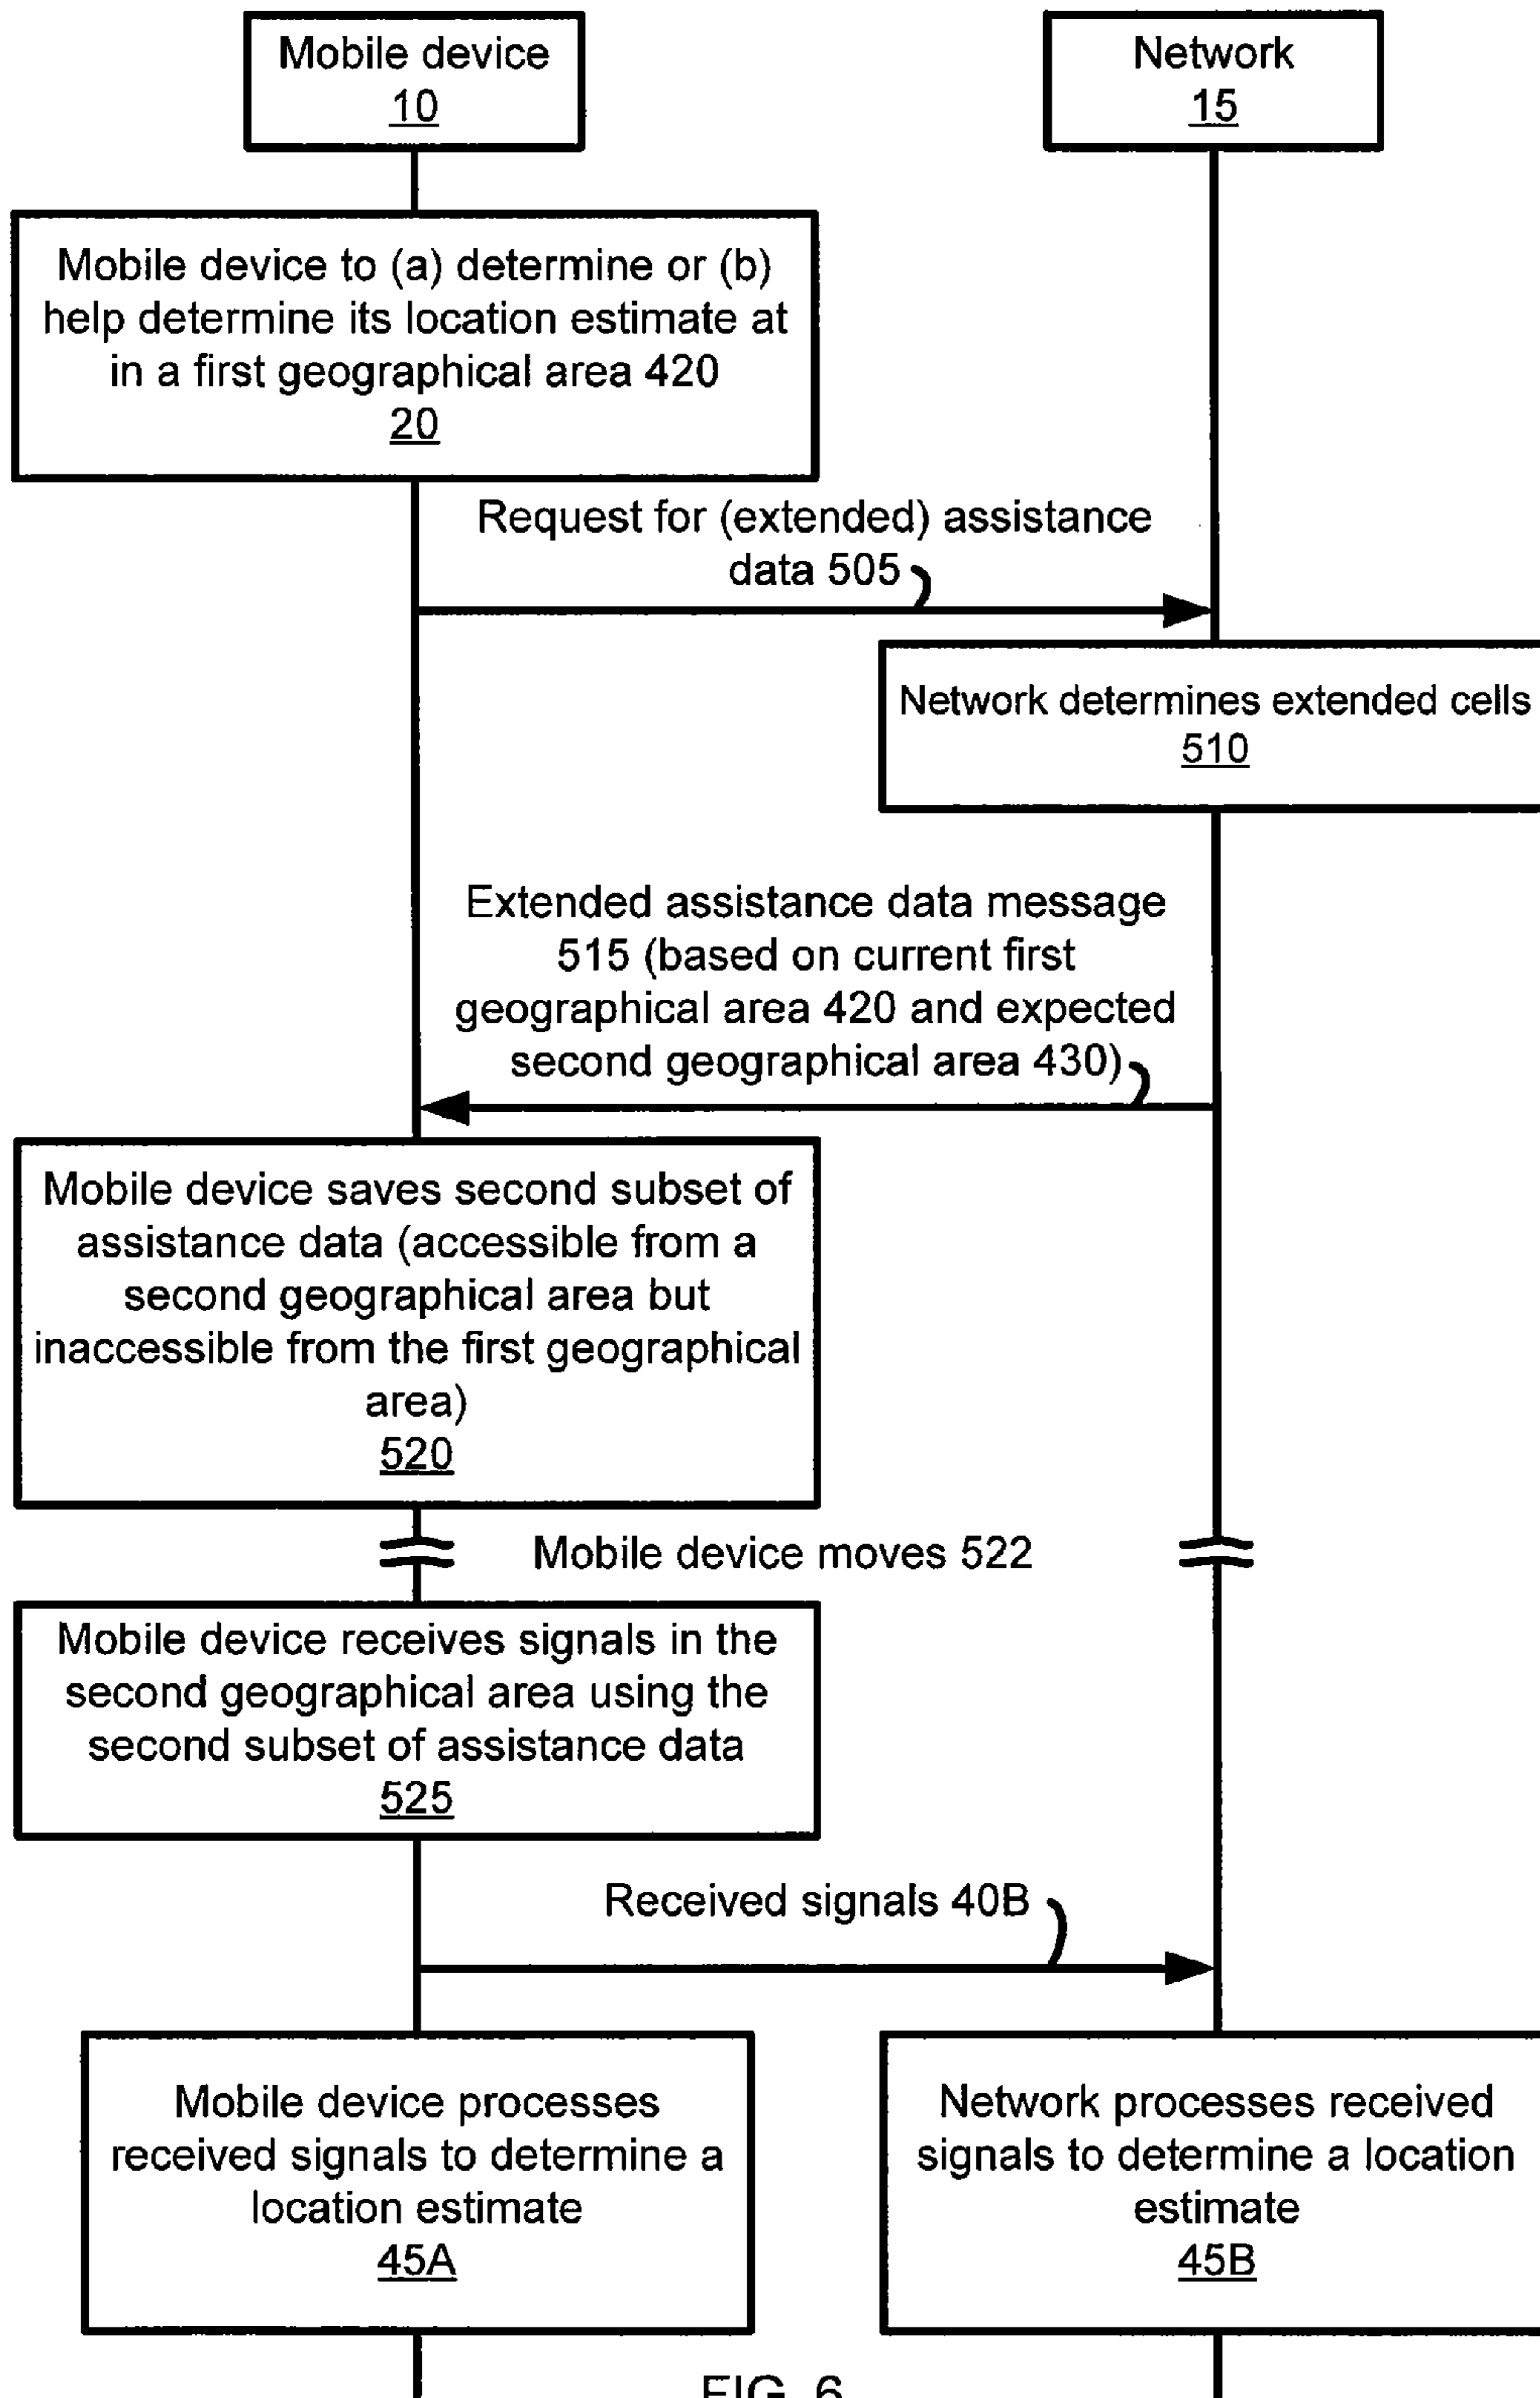 Mobile device
10
Network
15
Mobile device to (a) determine or (b)
help determine its location estimate at
in a first geographical area 420
20
Request for (extended) assistance
data 505
Network determines extended cells
510
Extended assistance data message
515 (based on current first
geographical area 420 and expected
second geographical area 430)
Mobile device saves second subset of
assistance data (accessible from a
second geographical area but
inaccessible from the first geographical
area)
520
Mobile device moves 522
Mobile device receives signals in the
second geographical area using the
second subset of assistance data
525
Received signals 40B
Mobile device processes
received signals to determine a
location estimate
45A
Network processes received
signals to determine a location
estimate
45B
FIG. 6